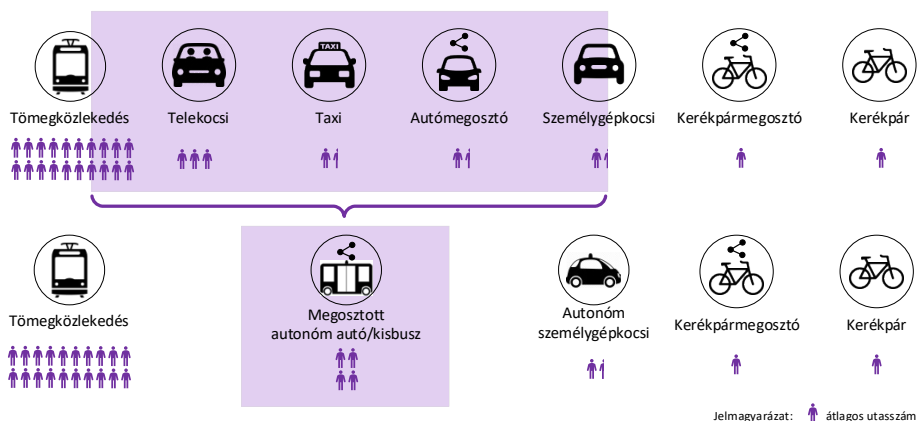 TAXI
Tömegközlekedés Telekocsi Taxi Autómegosztó Személygépkocsi Kerékpármegosztó Kerékpár
Tömegközlekedés
Megosztott
autonóm autó/kisbusz
Autonóm
személygépkocsi
Kerékpármegosztó
Kerékpár
Jelmagyarázat: átlagos utasszám